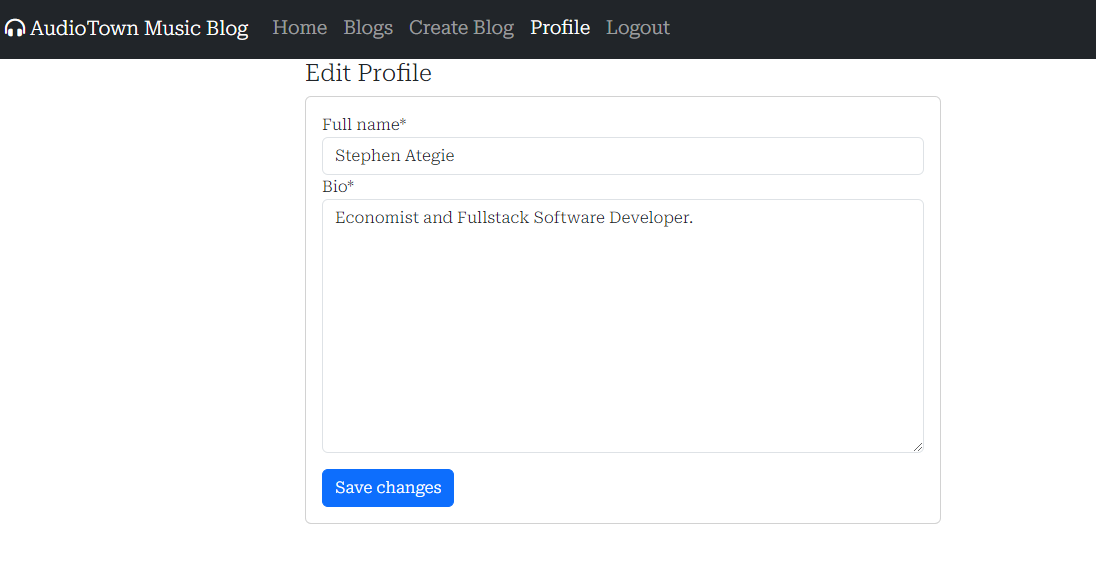 AudioTown Music Blog Home Blogs Create Blog Profile Logout
Edit Profile
Full name*
Stephen Ategie
Bio*
Economist and Fullstack Software Developer.
Save changes